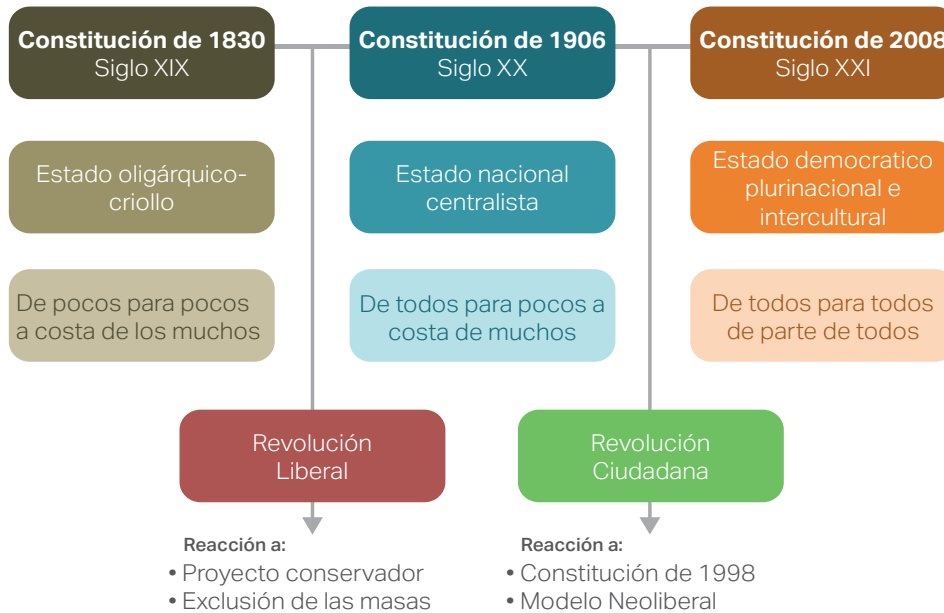 Constitución de 1830
Siglo XIX
Constitución de 1906
Siglo XX
Constitución de 2008
Siglo XXI
Estado oligárquico-
criollo
Estado nacional
centralista
Estado democratico
plurinacional e
intercultural
De pocos para pocos
a costa de los muchos
De todos para pocos a
costa de muchos
De todos para todos
de parte de todos
Revolución
Liberal
Revolución
Ciudadana
Reacción a:
• Proyecto conservador
• Exclusión de las masas
Reacción a:
• Constitución de 1998
• Modelo Neoliberal